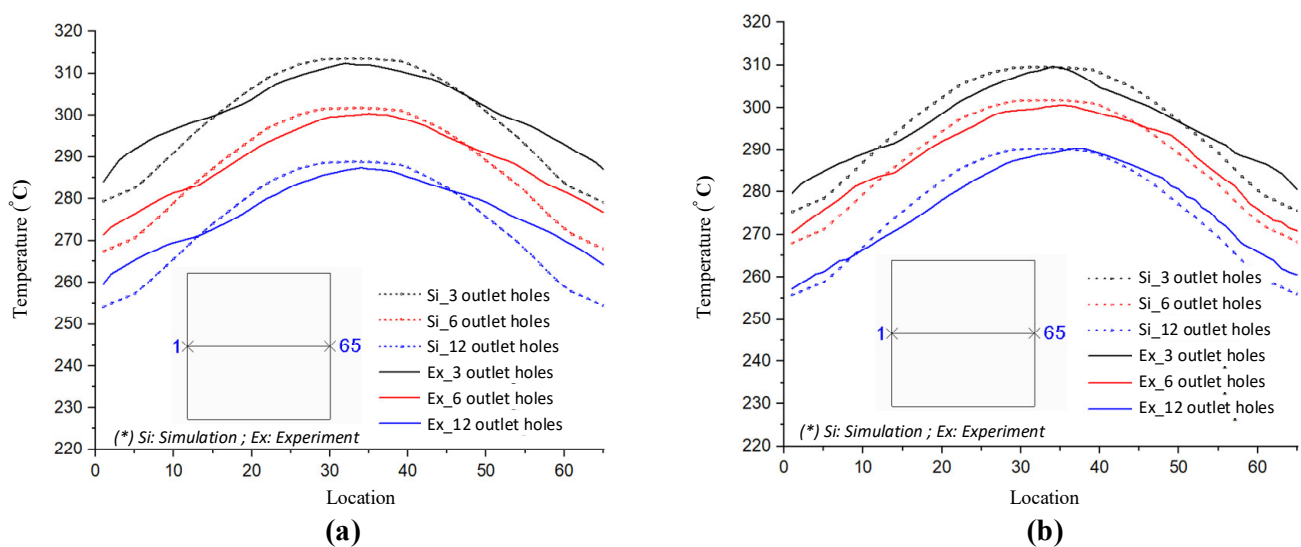 320
310
300
290
280
270
260
250
240
230
220
Temperature (°C)
0
10
20
30
40
50
60
Location
1
65
Si_3 outlet holes
Si_6 outlet holes
Si_12 outlet holes
Ex_3 outlet holes
Ex_6 outlet holes
Ex_12 outlet holes
(*) Si: Simulation ; Ex: Experiment
(a)
320
310
300
290
280
270
260
250
240
230
220
Temperature (°C)
0
10
20
30
40
50
60
Location
1
65
Si_3 outlet holes
Si_6 outlet holes
Si_12 outlet holes
Ex_3 outlet holes
Ex_6 outlet holes
Ex_12 outlet holes
(*) Si: Simulation ; Ex: Experiment
(b)